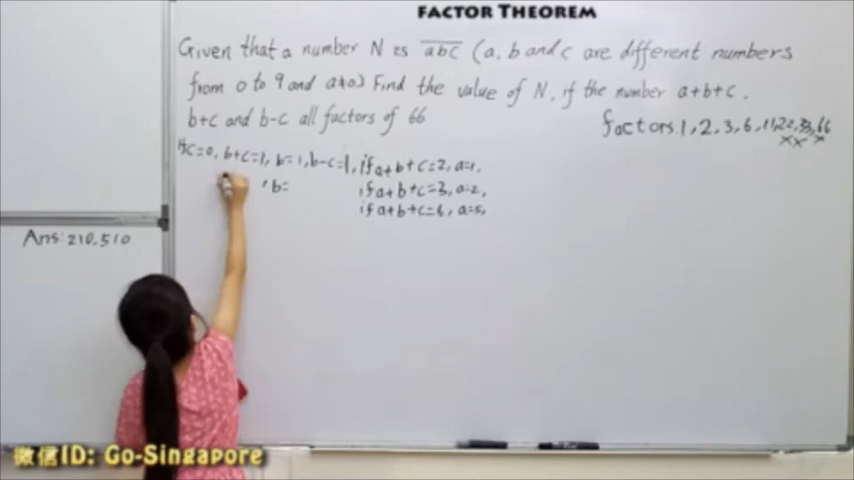 FACTOR THEOREM
Given that a number N is abc (a, b and c are different numbers
from 0 to 9 and a≠0) Find the value of N, if the number a+b+c,
b+c and b-c all factors of 66
factors 1, 2, 3, 6, 11, 22, 33, 66
If c=0, b+c=1, b=1, b-c=1, if a+b+c=2, a=1,
, b= if a+b+c=3, a=2,
if a+b+c=6, a=5,
Ans: 210, 510
微信ID: Go-Singapore